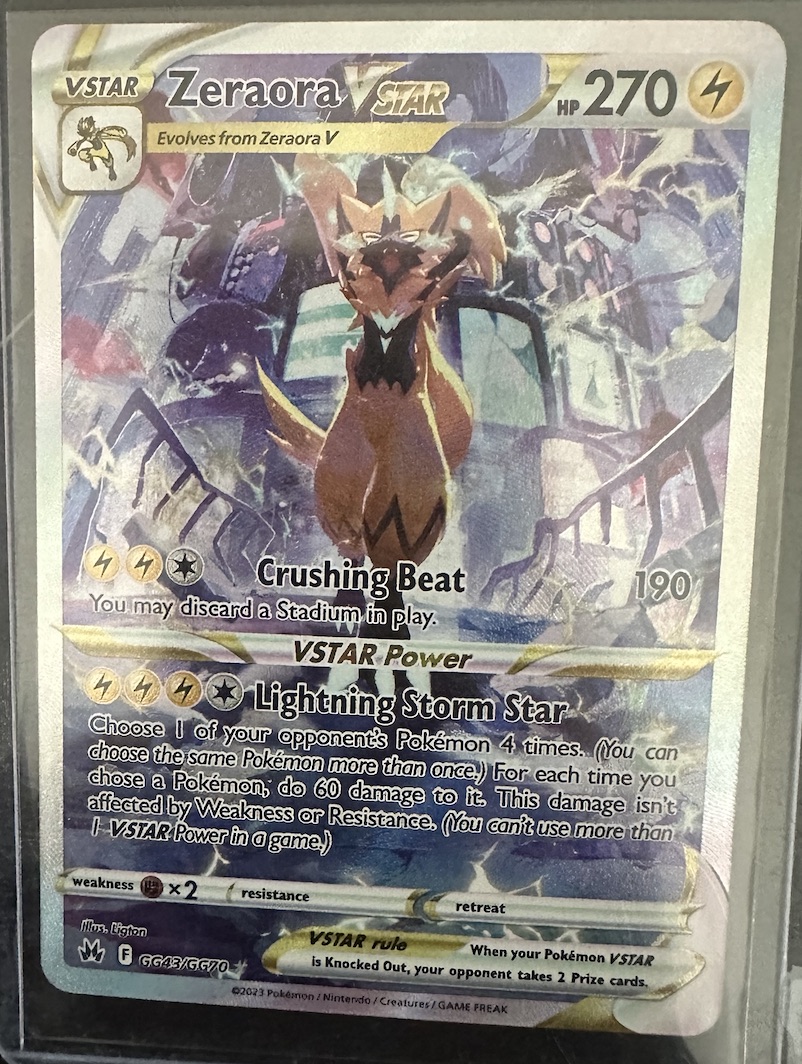 VSTAR Zeraora VSTAR HP 270
Evolves from Zeraora V
Crushing Beat 190
You may discard a Stadium in play.
VSTAR Power
Lightning Storm Star
Choose 1 of your opponent's Pokémon 4 times. (You can
choose the same Pokémon more than once.) For each time you
chose a Pokémon, do 60 damage to it. This damage isn't
affected by Weakness or Resistance. (You can't use more than
1 VSTAR Power in a game.)
weakness ×2 resistance retreat
Illus. Ligton
F GG43/GG70
VSTAR rule When your Pokémon VSTAR
is Knocked Out, your opponent takes 2 Prize cards.
©2023 Pokémon / Nintendo / Creatures / GAME FREAK